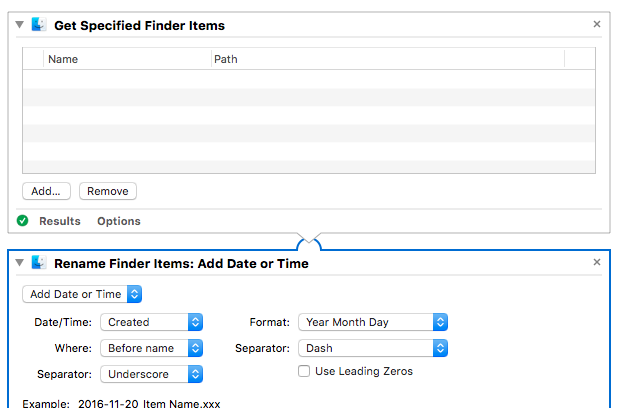 Get Specified Finder Items
Name Path
Add... Remove
Results Options
Rename Finder Items: Add Date or Time
Add Date or Time
Date/Time: Created Format: Year Month Day
Where: Before name Separator: Dash
Separator: Underscore Use Leading Zeros
Example: 2016-11-20 Item Name.xxx